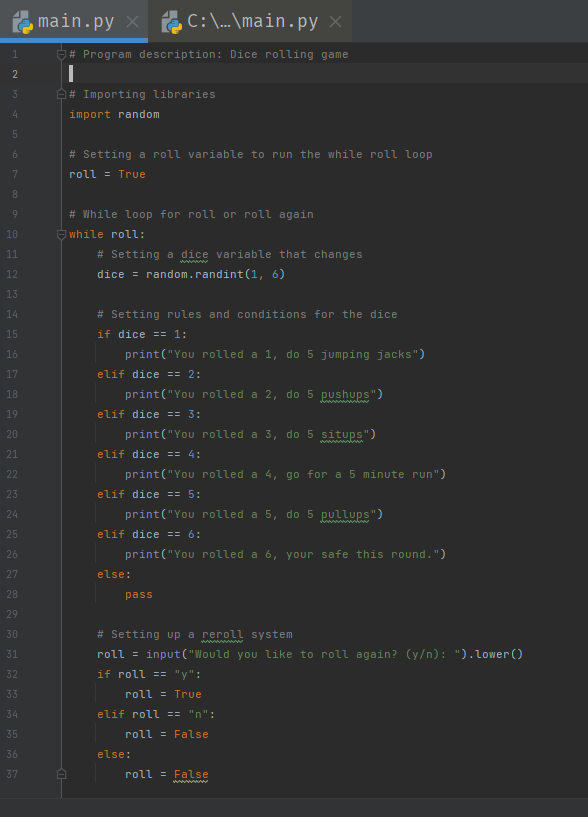 main.py × C:\...\main.py ×
1 # Program description: Dice rolling game
2
3 # Importing libraries
4 import random
5
6 # Setting a roll variable to run the while roll loop
7 roll = True
8
9 # While loop for roll or roll again
10 while roll:
11     # Setting a dice variable that changes
12     dice = random.randint(1, 6)
13
14     # Setting rules and conditions for the dice
15     if dice == 1:
16         print("You rolled a 1, do 5 jumping jacks")
17     elif dice == 2:
18         print("You rolled a 2, do 5 pushups")
19     elif dice == 3:
20         print("You rolled a 3, do 5 situps")
21     elif dice == 4:
22         print("You rolled a 4, go for a 5 minute run")
23     elif dice == 5:
24         print("You rolled a 5, do 5 pullups")
25     elif dice == 6:
26         print("You rolled a 6, your safe this round.")
27     else:
28         pass
29
30     # Setting up a reroll system
31     roll = input("Would you like to roll again? (y/n): ").lower()
32     if roll == "y":
33         roll = True
34     elif roll == "n":
35         roll = False
36     else:
37         roll = False